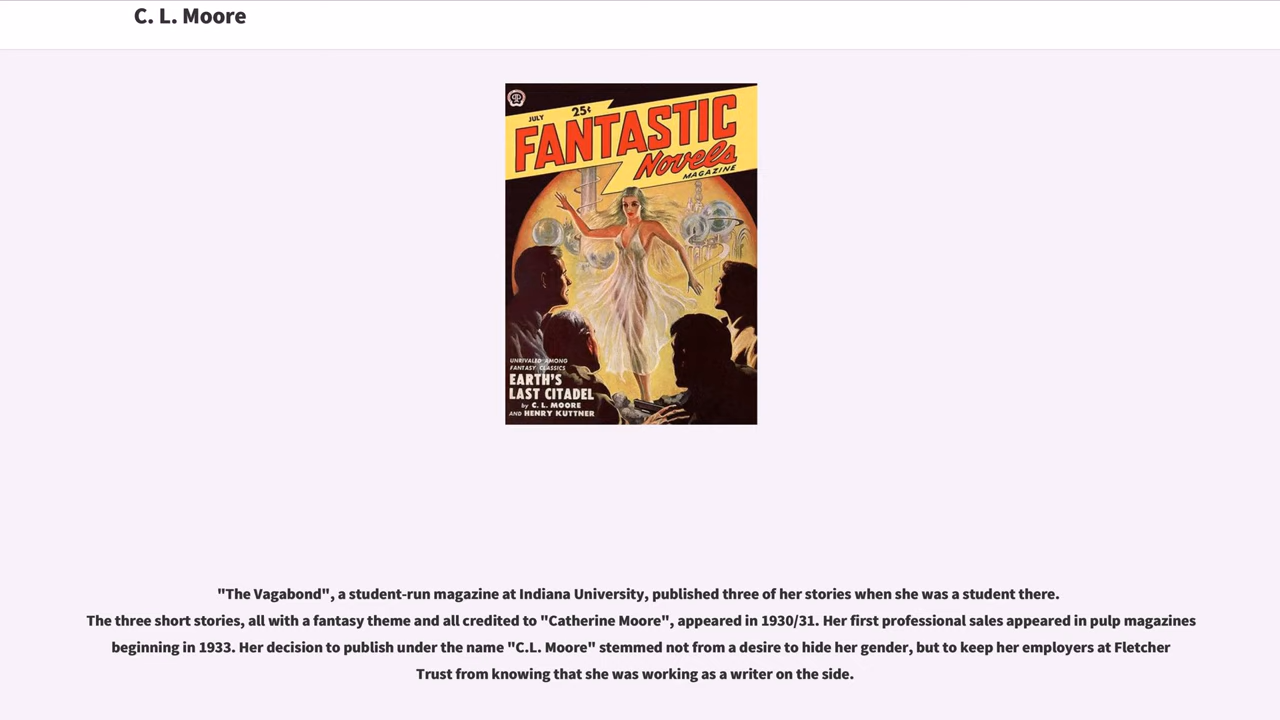 C. L. Moore
JULY 25¢
FANTASTIC
Novels
MAGAZINE
UNRIVALED AMONG
FANTASY CLASSICS
EARTH'S
LAST CITADEL
by C. L. MOORE
AND HENRY KUTTNER
"The Vagabond", a student-run magazine at Indiana University, published three of her stories when she was a student there.
The three short stories, all with a fantasy theme and all credited to "Catherine Moore", appeared in 1930/31. Her first professional sales appeared in pulp magazines
beginning in 1933. Her decision to publish under the name "C.L. Moore" stemmed not from a desire to hide her gender, but to keep her employers at Fletcher
Trust from knowing that she was working as a writer on the side.